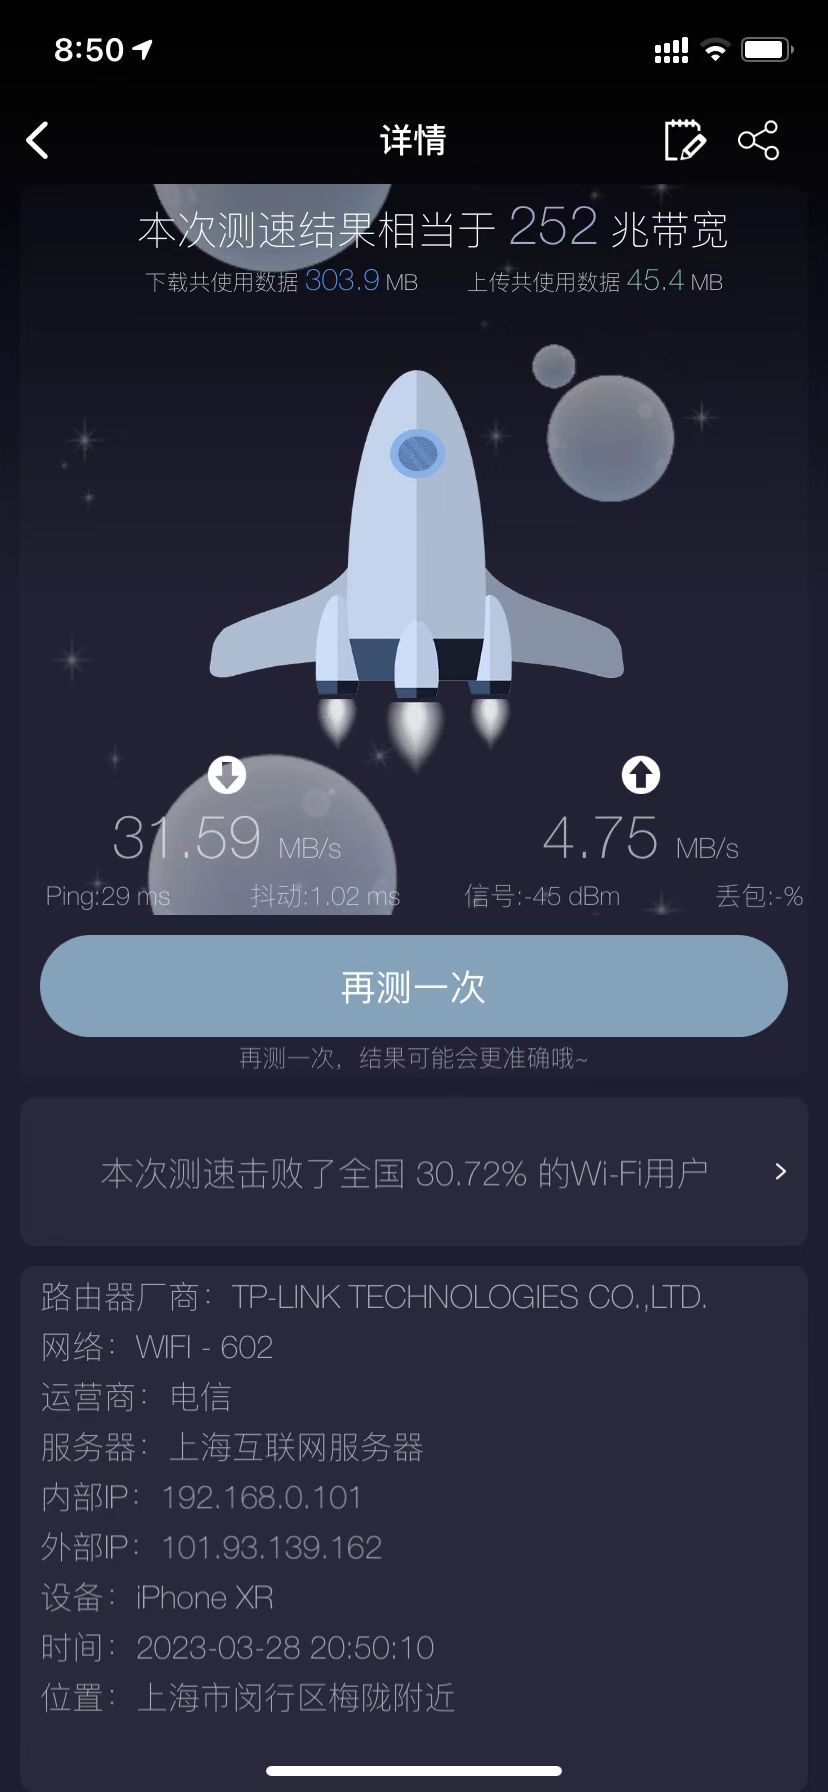 8:50
详情
本次测速结果相当于 252 兆带宽
下载共使用数据 303.9 MB 上传共使用数据 45.4 MB
31.59 MB/s 4.75 MB/s
Ping:29 ms 抖动:1.02 ms 信号:-45 dBm 丢包:-%
再测一次
再测一次，结果可能会更准确哦~
本次测速击败了全国 30.72% 的Wi-Fi用户
路由器厂商：TP-LINK TECHNOLOGIES CO.,LTD.
网络：WIFI - 602
运营商：电信
服务器：上海互联网服务器
内部IP：192.168.0.101
外部IP：101.93.139.162
设备：iPhone XR
时间：2023-03-28 20:50:10
位置：上海市闵行区梅陇附近